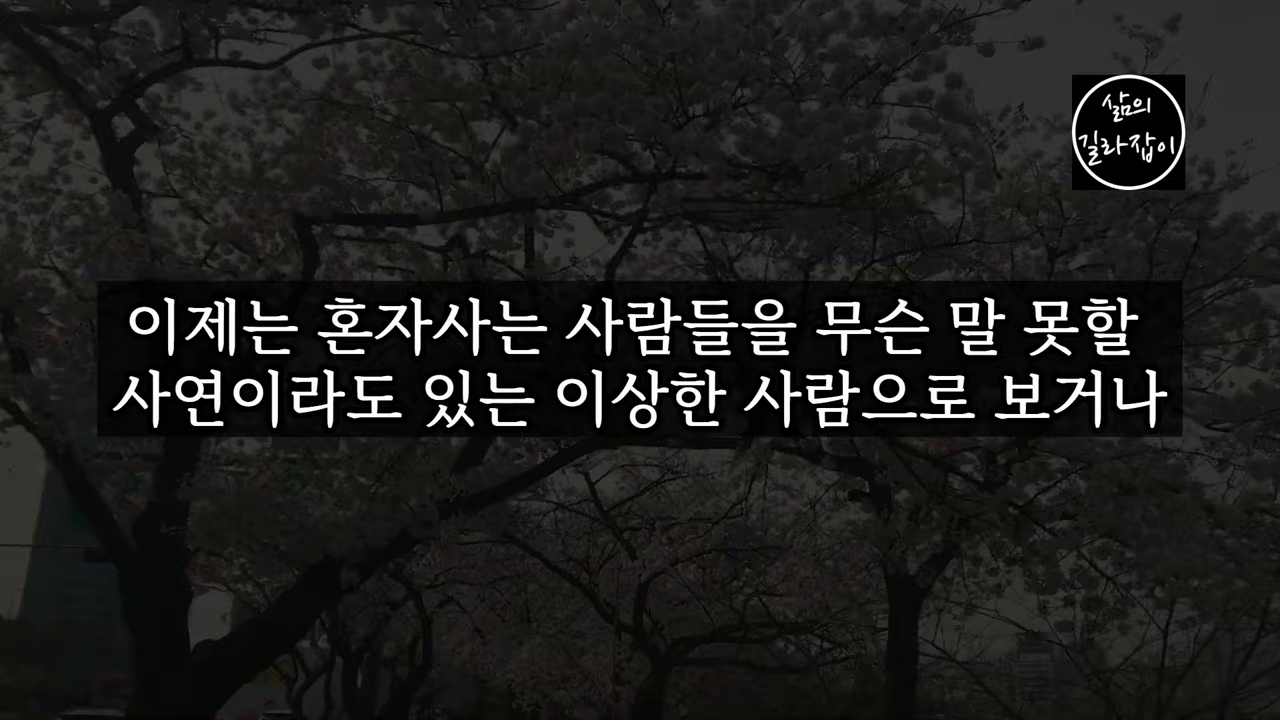 삶의
길라잡이
이제는 혼자사는 사람들을 무슨 말 못할
사연이라도 있는 이상한 사람으로 보거나